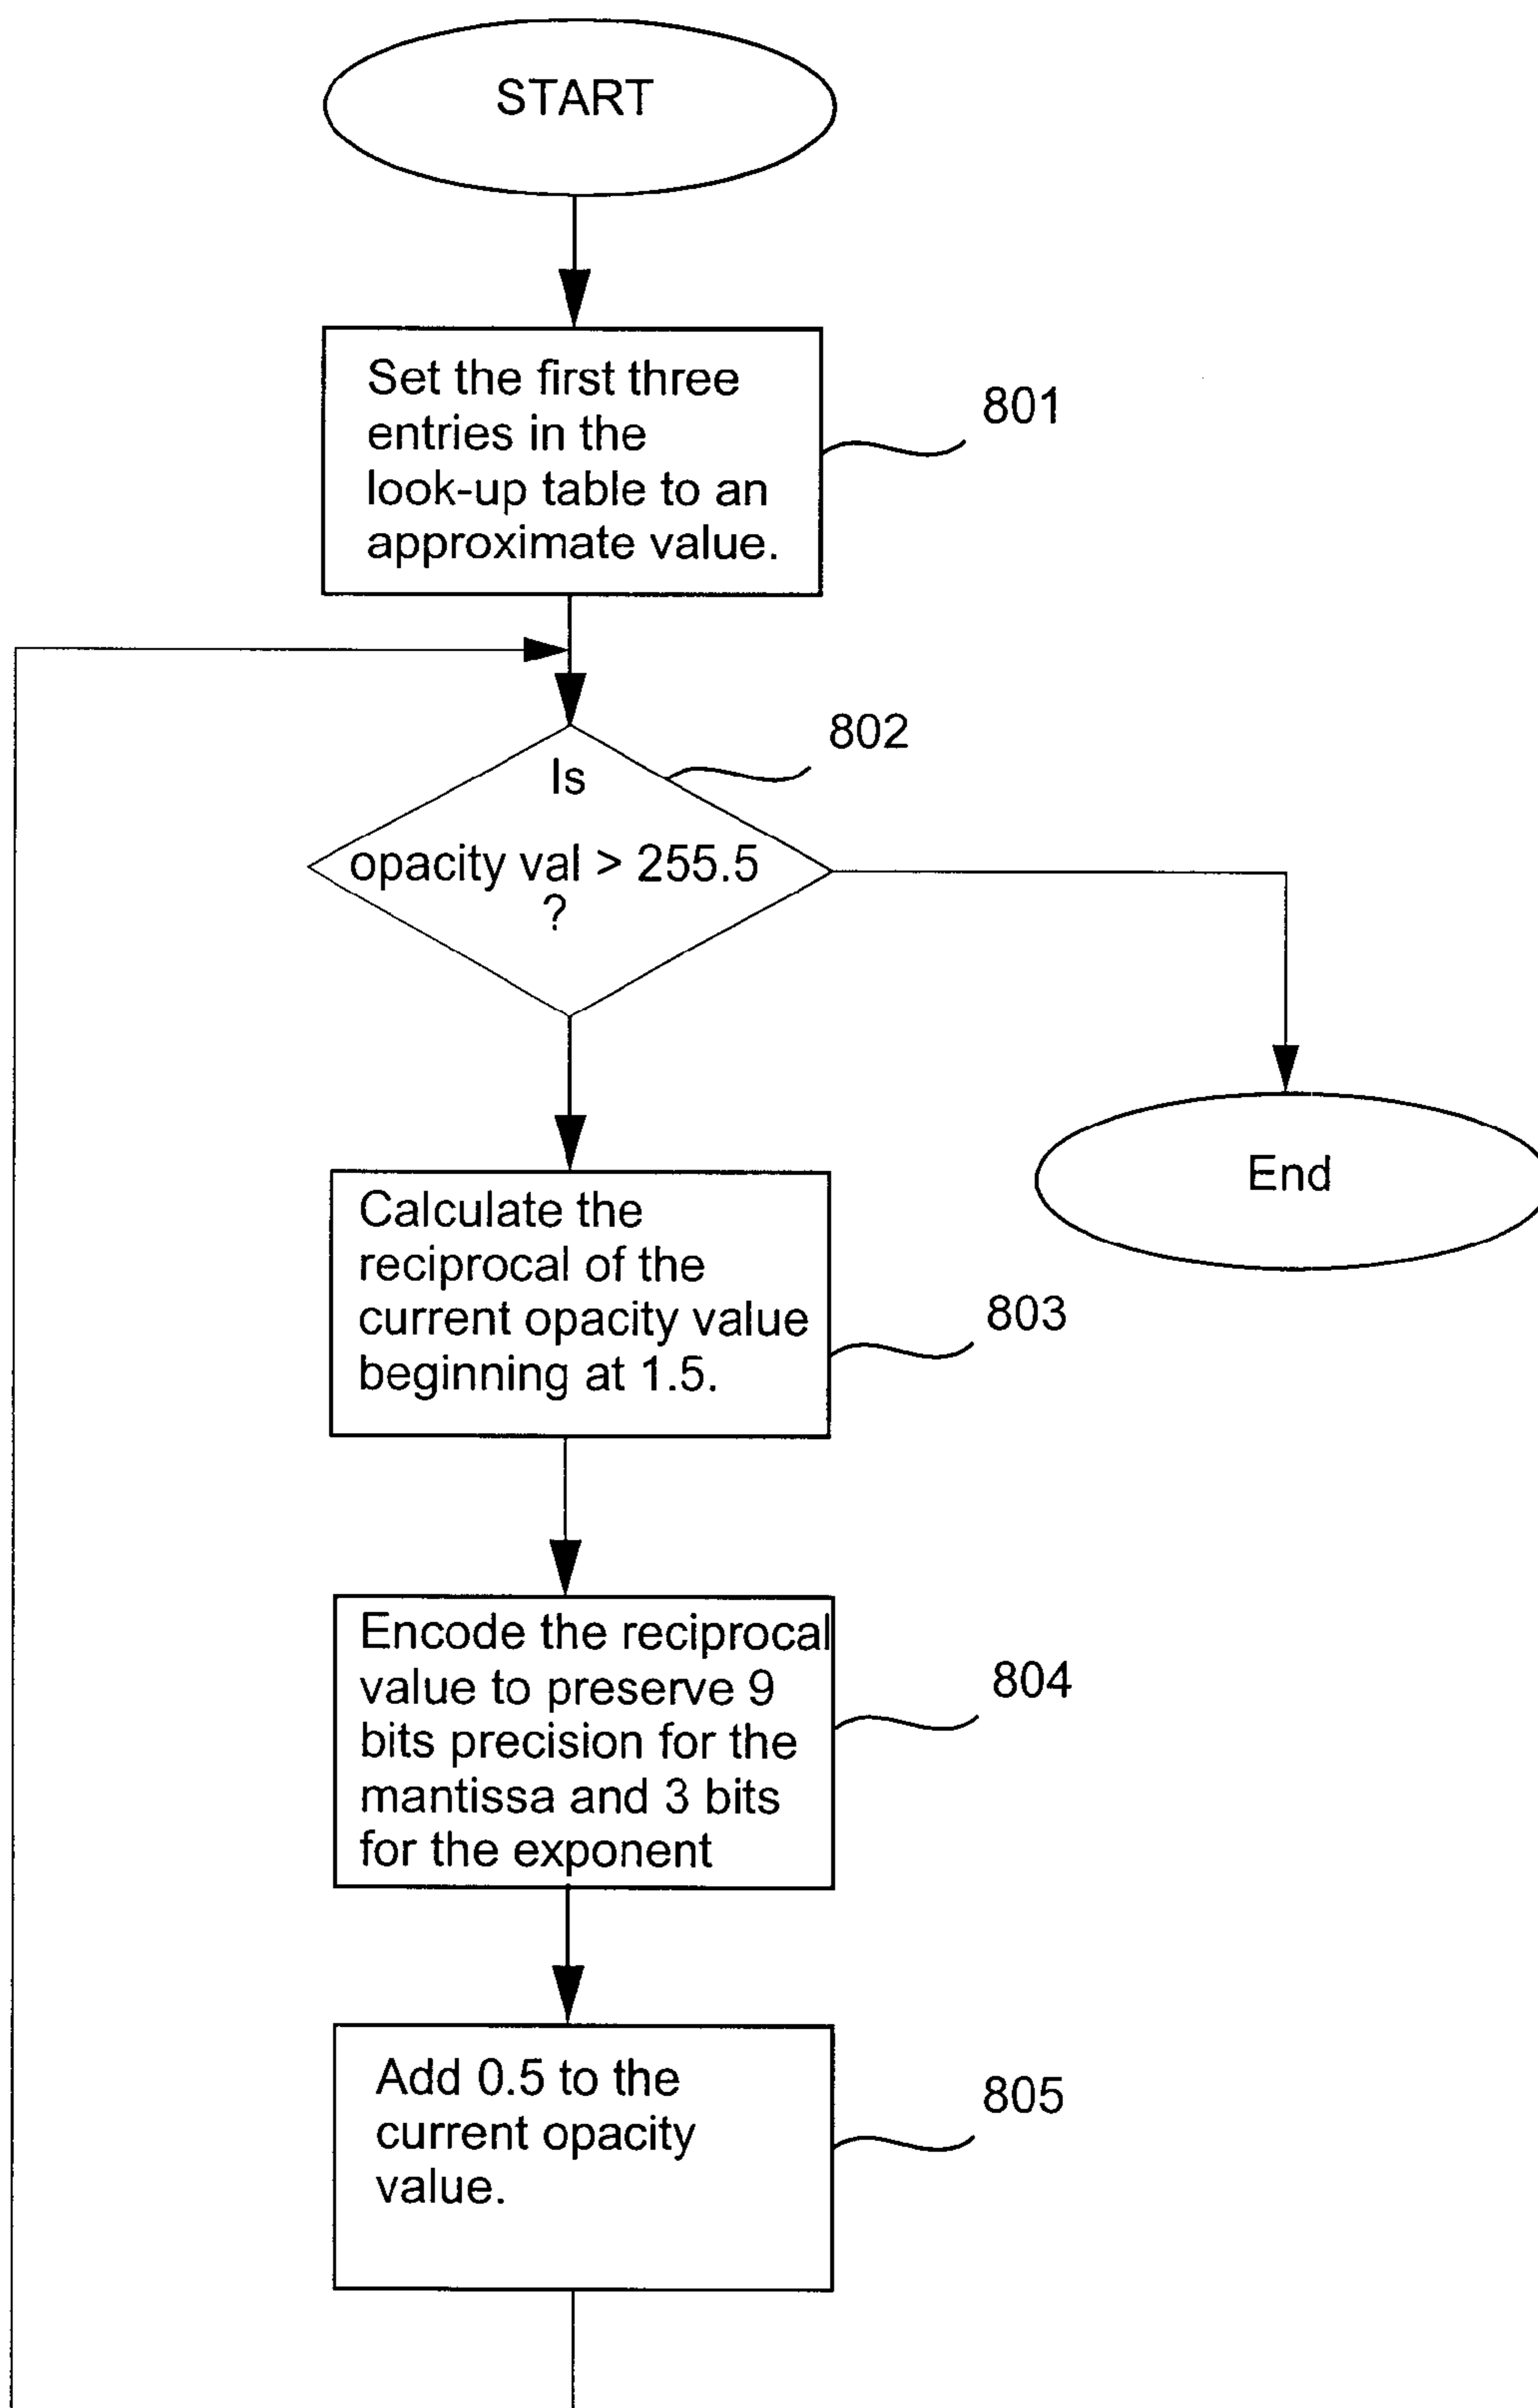 START
Set the first three
entries in the
look-up table to an
approximate value.
801
802
Is
opacity val > 255.5
?
Calculate the
reciprocal of the
current opacity value
beginning at 1.5.
803
End
Encode the reciprocal
value to preserve 9
bits precision for the
mantissa and 3 bits
for the exponent
804
Add 0.5 to the
current opacity
value.
805